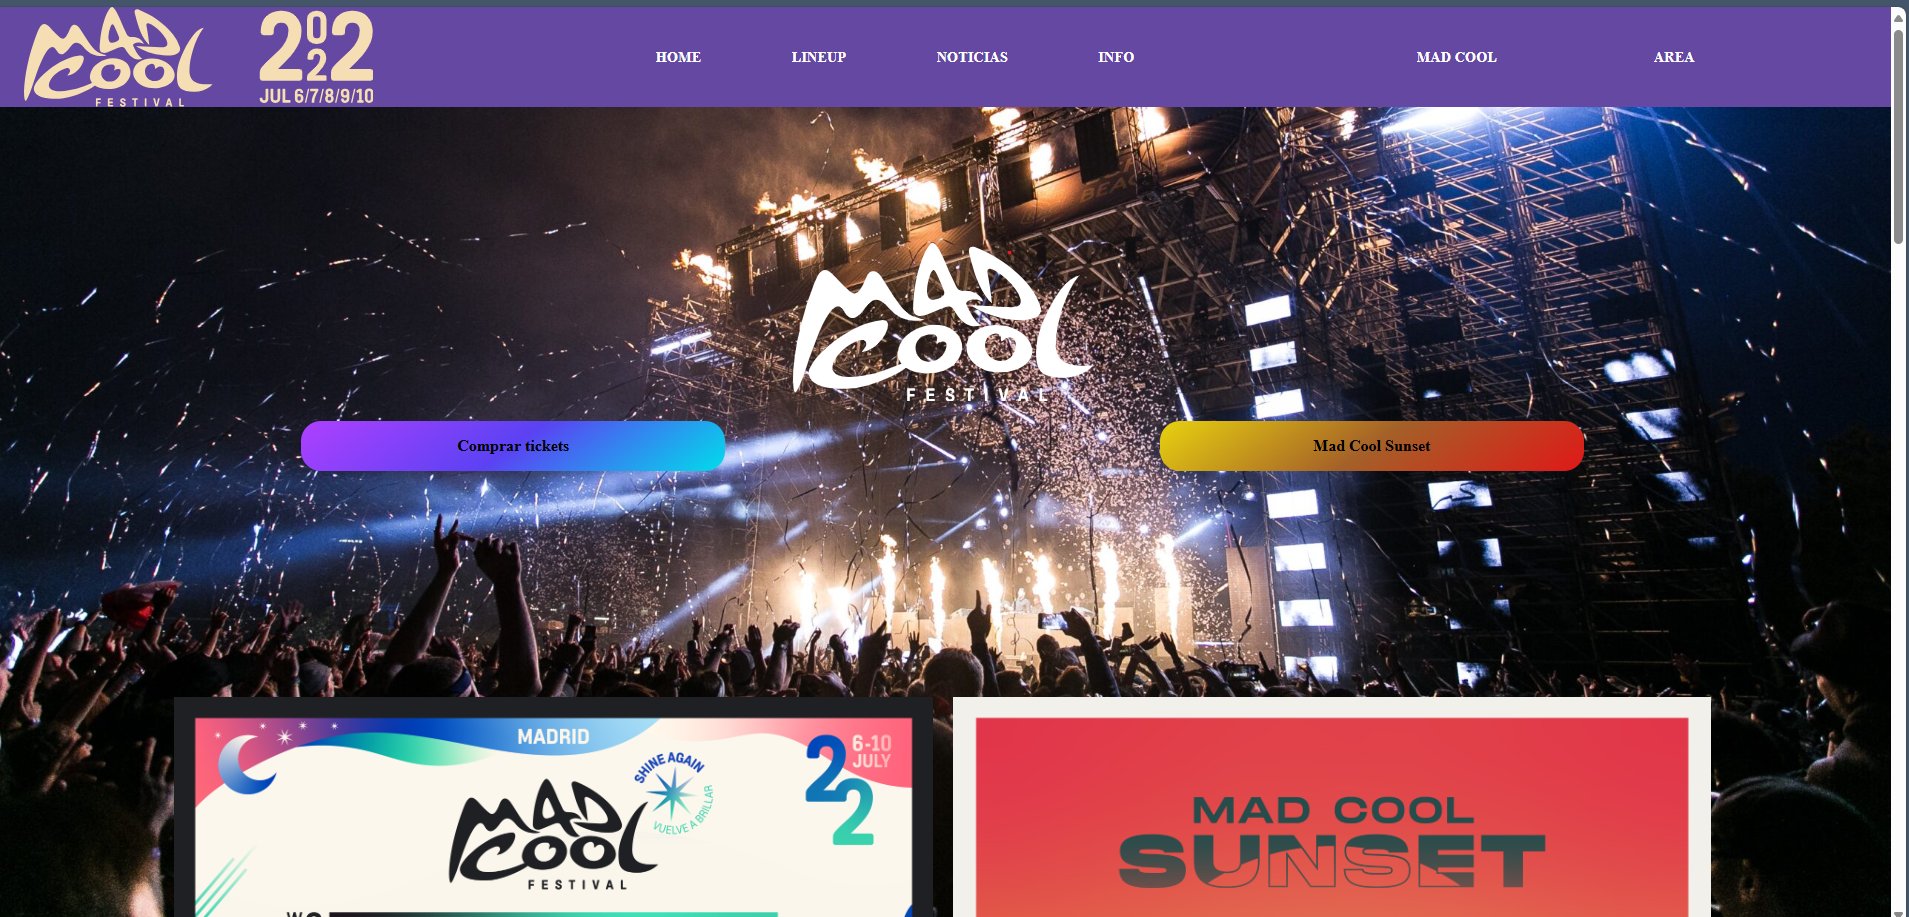 MAD COOL FESTIVAL
2022
JUL 6/7/8/9/10
HOME
LINEUP
NOTICIAS
INFO
MAD COOL
AREA
MAD
COOL
FESTIVAL
Comprar tickets
Mad Cool Sunset
MADRID
6-10
JULY
22
SHINE AGAIN
VUELVE A BRILLAR
MAD
COOL
FESTIVAL
MAD COOL
SUNSET